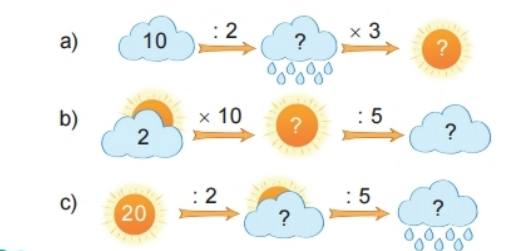 a) 10 : 2 ? × 3 ?
b) 2 × 10 ? : 5 ?
c) 20 : 2 ? : 5 ?